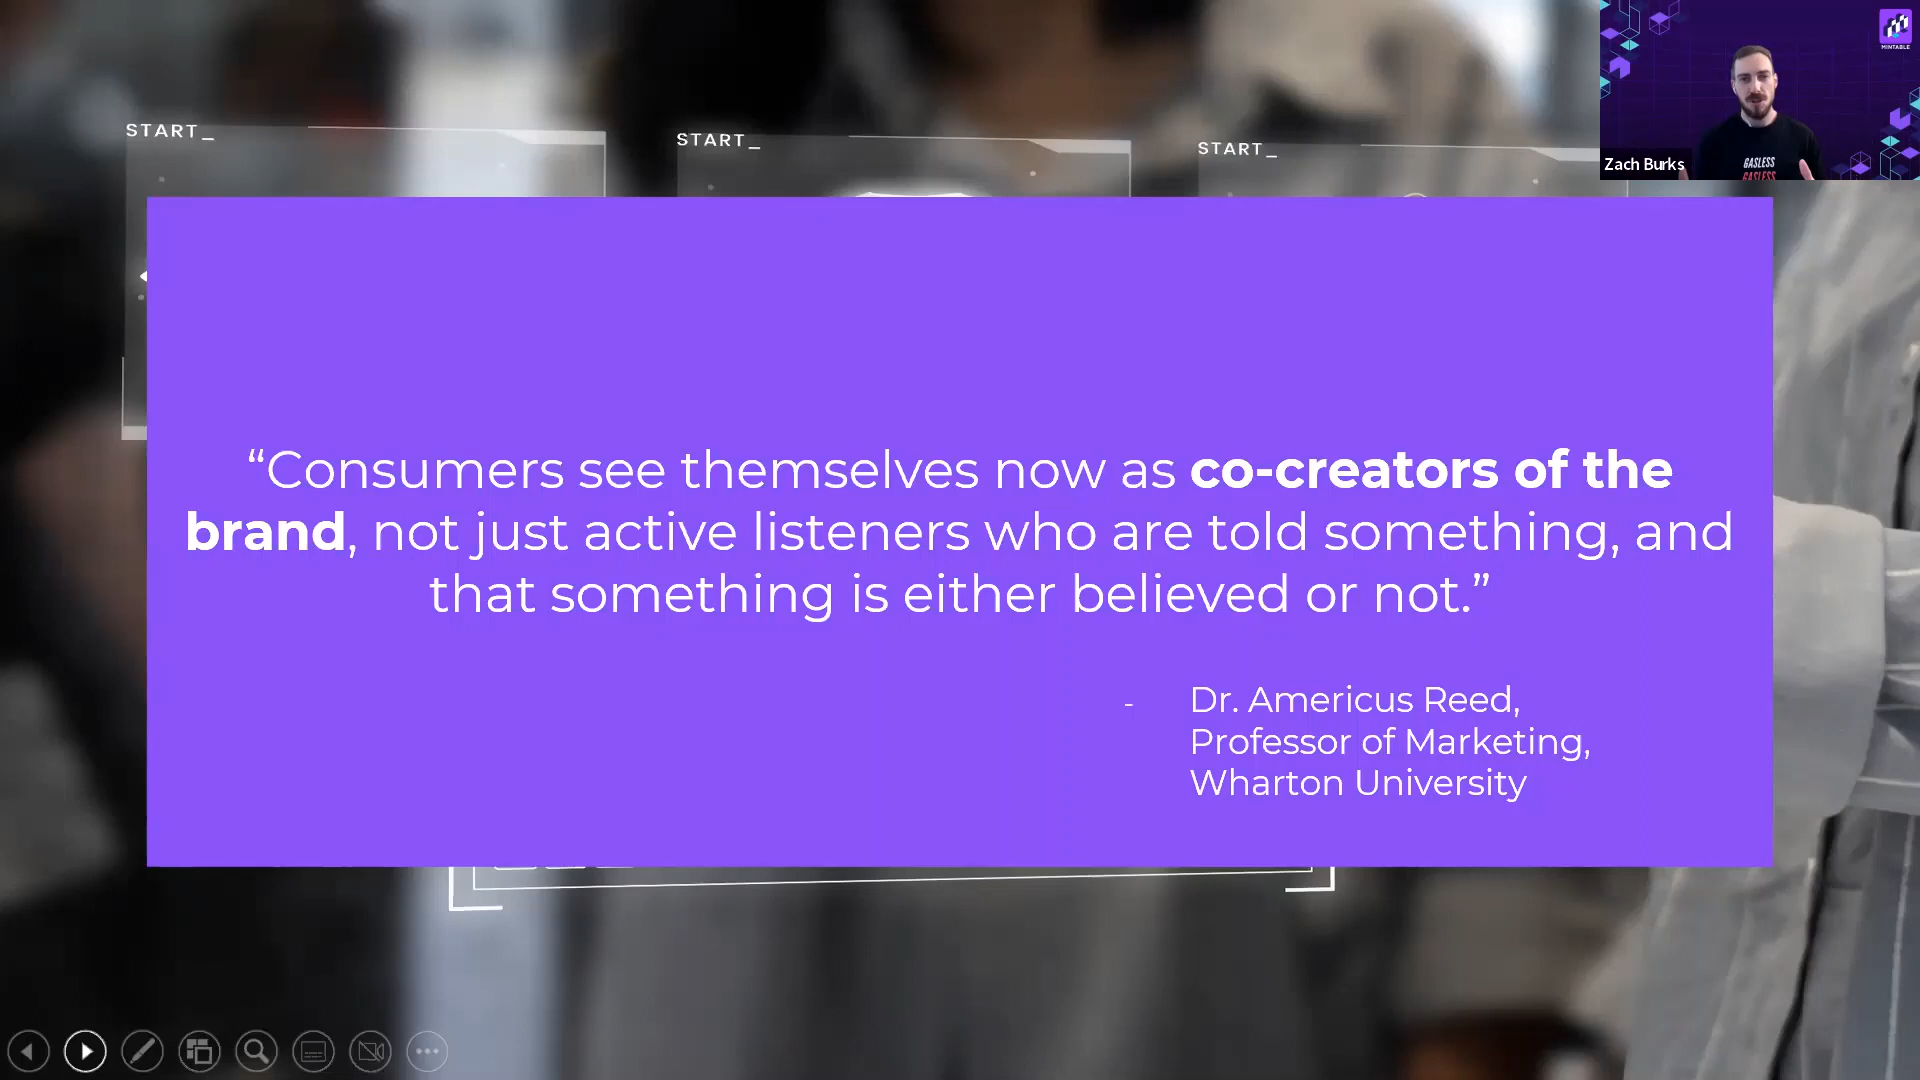 START_
START_
START_
MINTABLE
GASLESS
GASLESS
Zach Burks
“Consumers see themselves now as co-creators of the
brand, not just active listeners who are told something, and
that something is either believed or not.”
- Dr. Americus Reed,
Professor of Marketing,
Wharton University